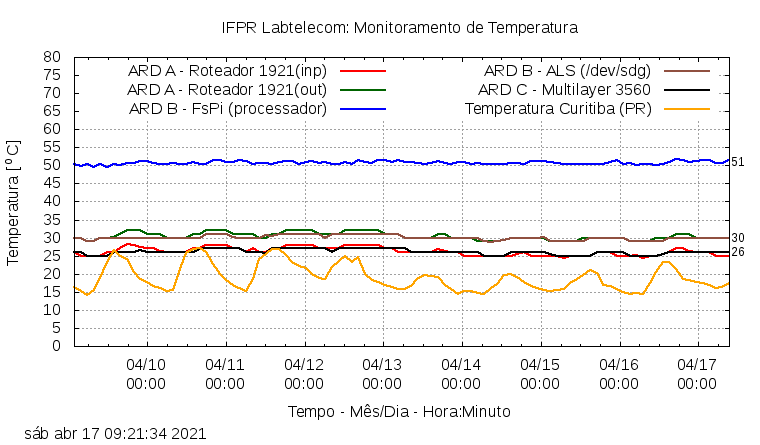 IFPR Labtelecom: Monitoramento de Temperatura
ARD A - Roteador 1921(inp)
ARD A - Roteador 1921(out)
ARD B - FsPi (processador)
ARD B - ALS (/dev/sdg)
ARD C - Multilayer 3560
Temperatura Curitiba (PR)
Temperatura [ºC]
80
75
70
65
60
55
50
45
40
35
30
25
20
15
10
5
0
51
30
26
04/10 04/11 04/12 04/13 04/14 04/15 04/16 04/17
00:00 00:00 00:00 00:00 00:00 00:00 00:00 00:00
Tempo - Mês/Dia - Hora:Minuto
sáb abr 17 09:21:34 2021